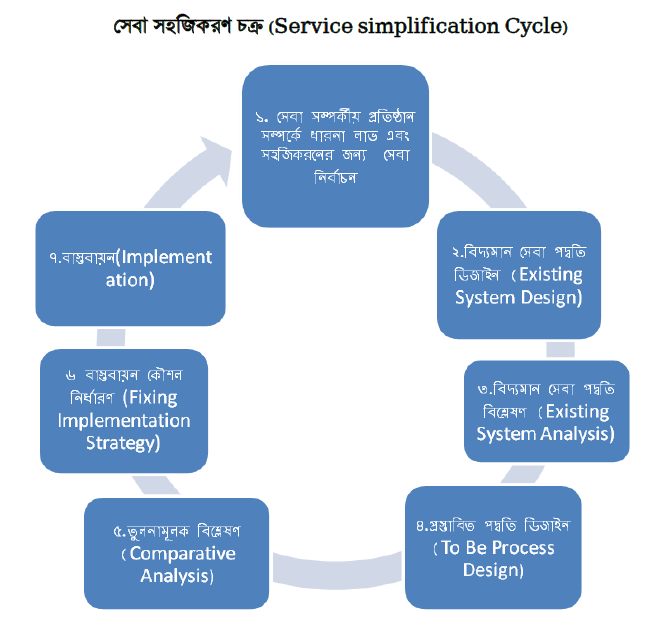 সেবা সহজিকরণ চক্র (Service simplification Cycle)
১. সেবা সম্পর্কীয় প্রতিষ্ঠান
সম্পর্কে ধারনা লাভ এবং
সহজিকরনের জন্য সেবা
নির্বাচন
২.বিদ্যমান সেবা পদ্বতি
ডিজাইন (Existing
System Design)
৩.বিদ্যমান সেবা পদ্বতি
বিশ্লেষণ (Existing
System Analysis)
৪.প্রস্তাবিত পদ্বতি ডিজাইন
(To Be Process
Design)
৫.তুলনামূলক বিশ্লেষণ
(Comparative
Analysis)
৬ বাস্তবায়ন কৌশল
নির্ধারণ (Fixing
Implementation
Strategy)
৭.বাস্তবায়ন(Implement
ation)